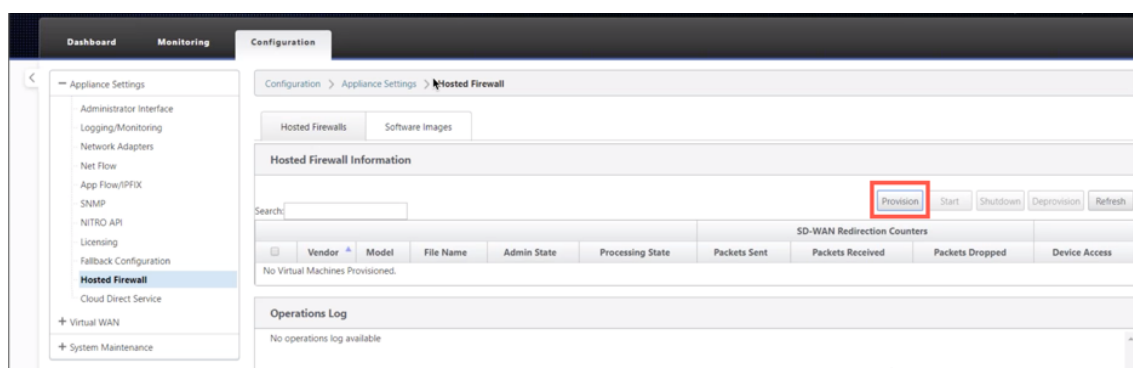 Dashboard Monitoring Configuration
Appliance Settings
Administrator Interface
Logging/Monitoring
Network Adapters
Net Flow
App Flow/IPFIX
SNMP
NITRO API
Licensing
Fallback Configuration
Hosted Firewall
Cloud Direct Service
Virtual WAN
System Maintenance
Configuration > Appliance Settings > Hosted Firewall
Hosted Firewalls Software Images
Hosted Firewall Information
Provision Start Shutdown Deprovision Refresh
Search:
SD-WAN Redirection Counters
Vendor Model File Name Admin State Processing State Packets Sent Packets Received Packets Dropped Device Access
No Virtual Machines Provisioned.
Operations Log
No operations log available